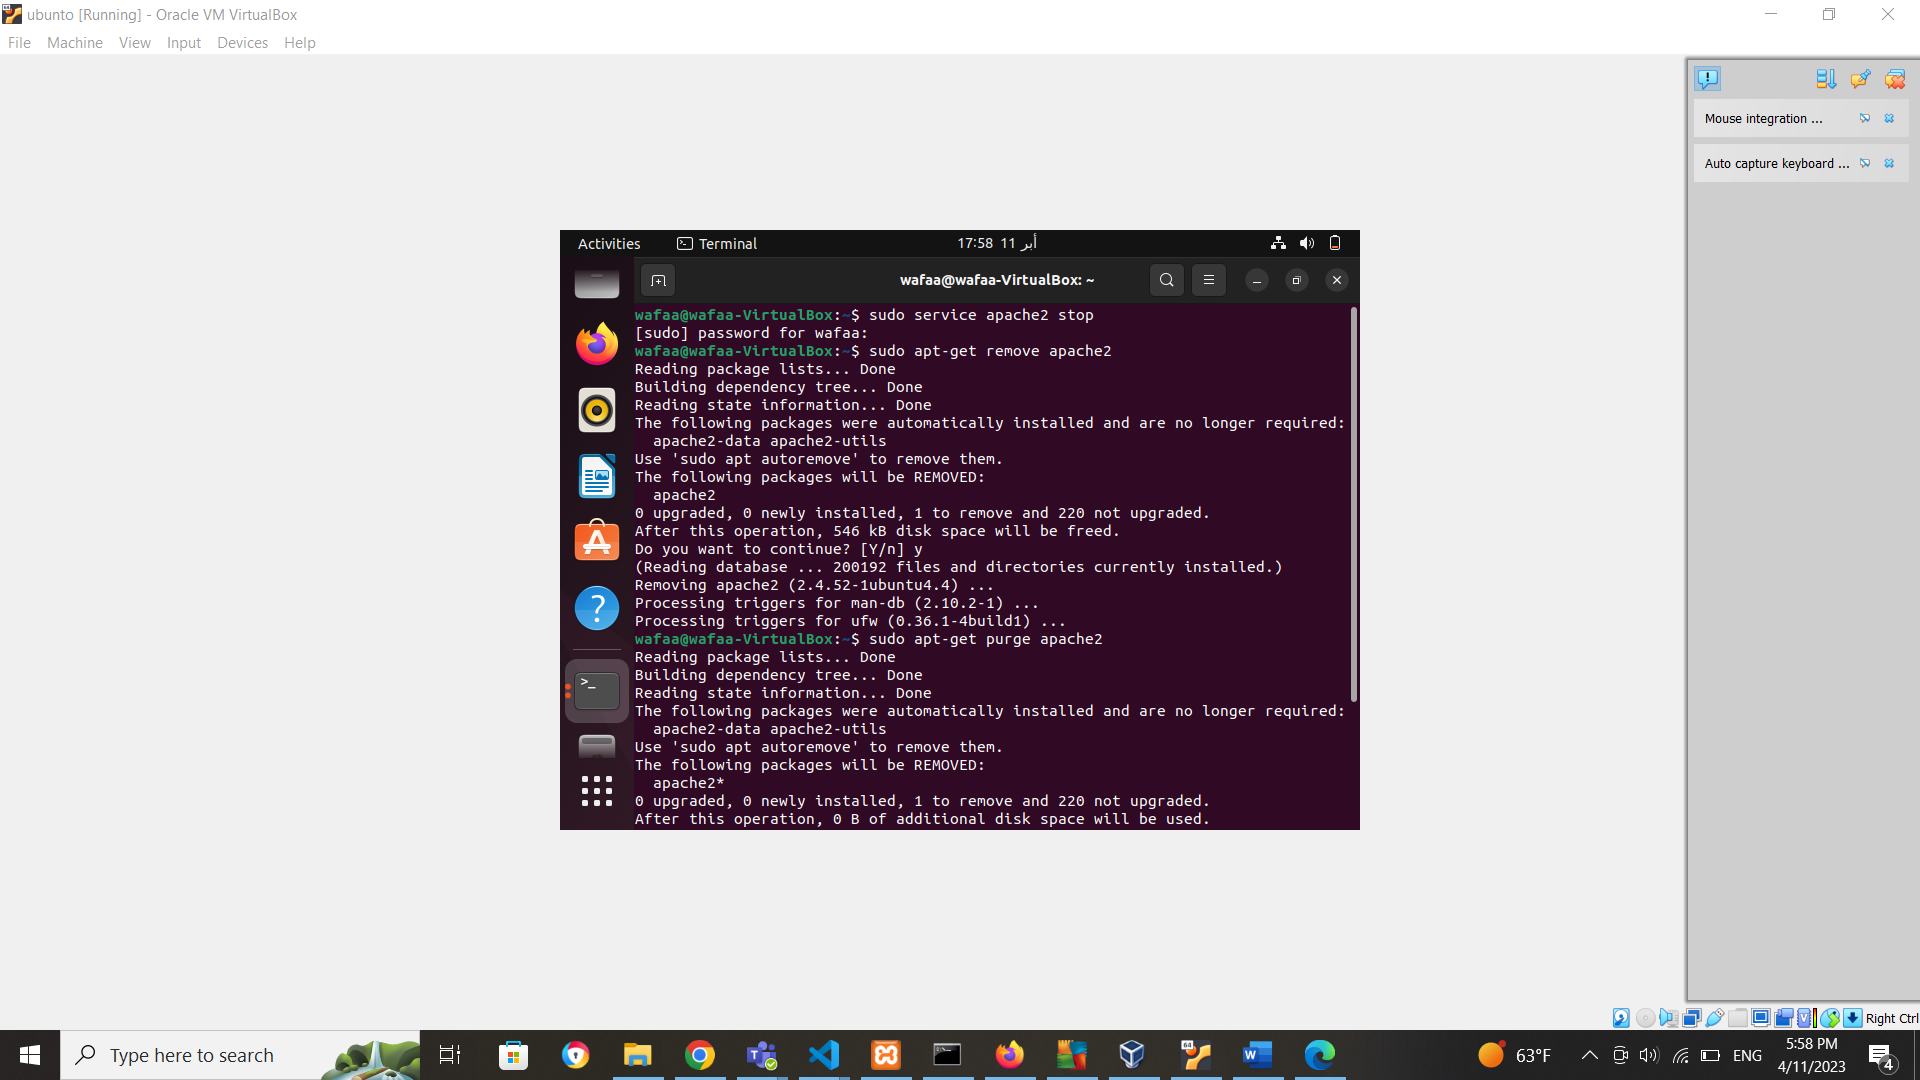 ubunto [Running] - Oracle VM VirtualBox
File Machine View Input Devices Help
Mouse integration ...
Auto capture keyboard ...
Activities Terminal 17:58 11 أبر
wafaa@wafaa-VirtualBox: ~
wafaa@wafaa-VirtualBox:~$ sudo service apache2 stop
[sudo] password for wafaa:
wafaa@wafaa-VirtualBox:~$ sudo apt-get remove apache2
Reading package lists... Done
Building dependency tree... Done
Reading state information... Done
The following packages were automatically installed and are no longer required:
apache2-data apache2-utils
Use 'sudo apt autoremove' to remove them.
The following packages will be REMOVED:
apache2
0 upgraded, 0 newly installed, 1 to remove and 220 not upgraded.
After this operation, 546 kB disk space will be freed.
Do you want to continue? [Y/n] y
(Reading database ... 200192 files and directories currently installed.)
Removing apache2 (2.4.52-1ubuntu4.4) ...
Processing triggers for man-db (2.10.2-1) ...
Processing triggers for ufw (0.36.1-4build1) ...
wafaa@wafaa-VirtualBox:~$ sudo apt-get purge apache2
Reading package lists... Done
Building dependency tree... Done
Reading state information... Done
The following packages were automatically installed and are no longer required:
apache2-data apache2-utils
Use 'sudo apt autoremove' to remove them.
The following packages will be REMOVED:
apache2*
0 upgraded, 0 newly installed, 1 to remove and 220 not upgraded.
After this operation, 0 B of additional disk space will be used.
Right Ctrl
Type here to search
63°F
ENG
5:58 PM
4/11/2023
4